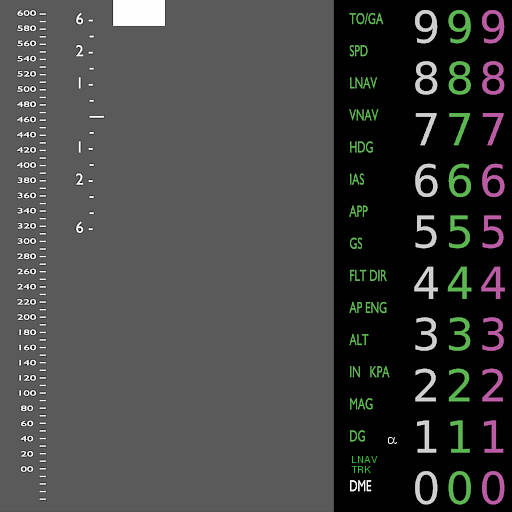 600
580
560
540
520
500
480
460
440
420
400
380
360
340
320
300
280
260
240
220
200
180
160
140
120
100
80
60
40
20
00
6
2
1
1
2
6
TO/GA
SPD
LNAV
VNAV
HDG
IAS
APP
GS
FLT DIR
AP ENG
ALT
IN KPA
MAG
DG α
LNAV
TRK
DME
9 9 9
8 8 8
7 7 7
6 6 6
5 5 5
4 4 4
3 3 3
2 2 2
1 1 1
0 0 0